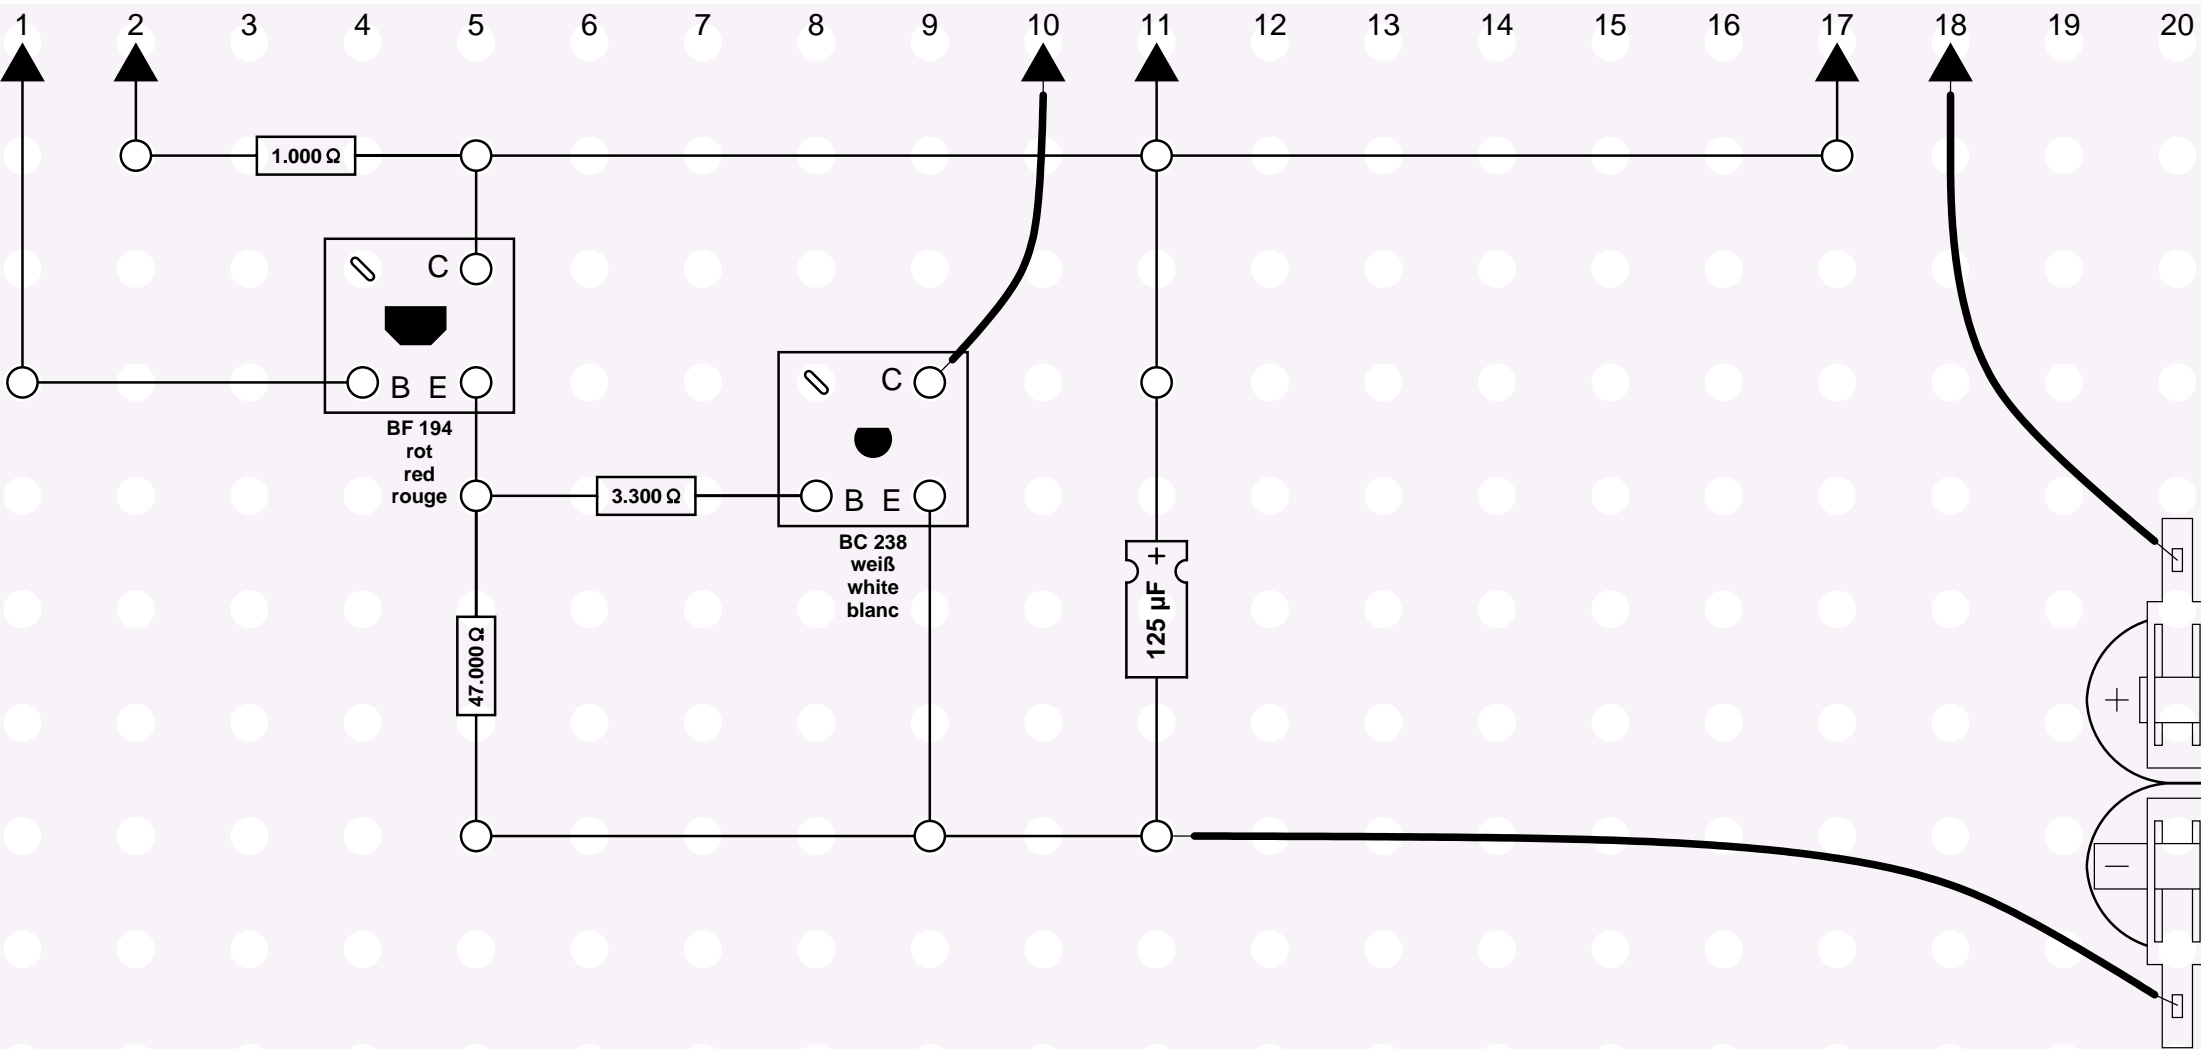 1 2 3 4 5 6 7 8 9 10 11 12 13 14 15 16 17 18 19 20
1.000 Ω
C
B E
BF 194
rot
red
rouge
3.300 Ω
C
B E
BC 238
weiß
white
blanc
47.000 Ω
+
125 µF
+
−